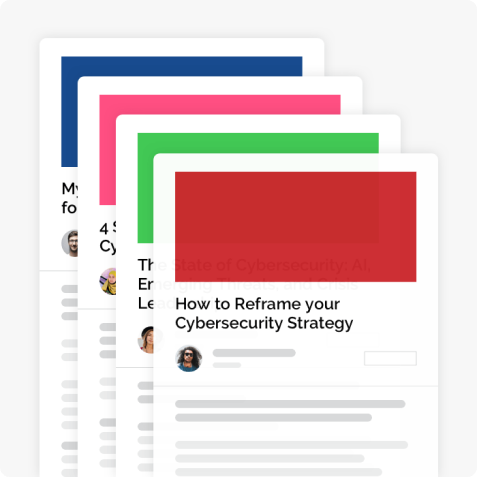 My
fo
4 S
Cy
The State of Cybersecurity: AI,
Emerging Threats, and Crisis
Lea
How to Reframe your
Cybersecurity Strategy